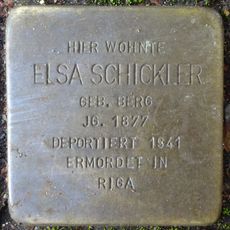 HIER WOHNTE
ELSA SCHICKLER
GEB. BERG
JG. 1877
DEPORTIERT 1941
ERMORDET IN
RIGA